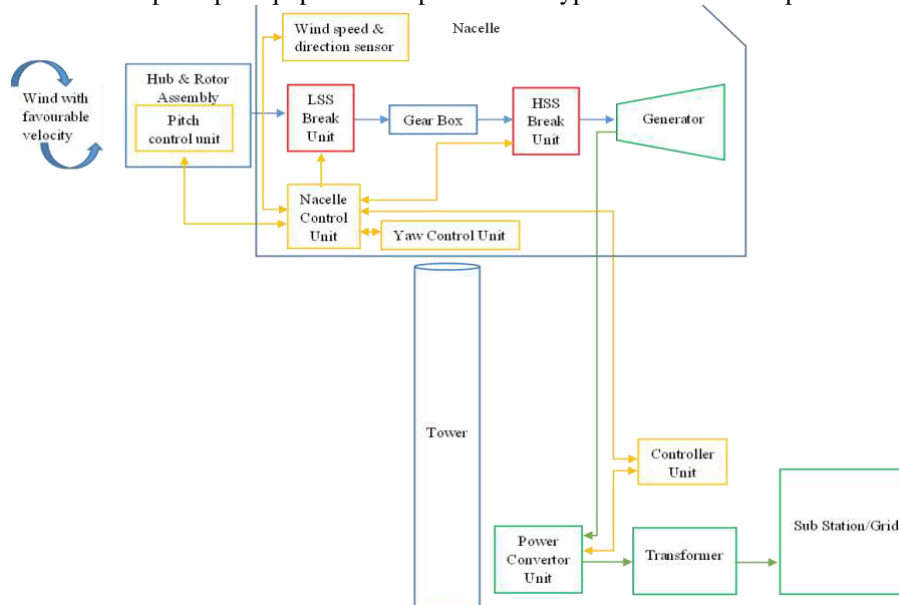 Wind speed &
direction sensor
Nacelle
Hub & Rotor
Assembly
Pitch
control unit
Wind with
favourable
velocity
LSS
Break
Unit
Gear Box
HSS
Break
Unit
Generator
Nacelle
Control
Unit
Yaw Control Unit
Tower
Controller
Unit
Sub Station/Grid
Power
Convertor
Unit
Transformer